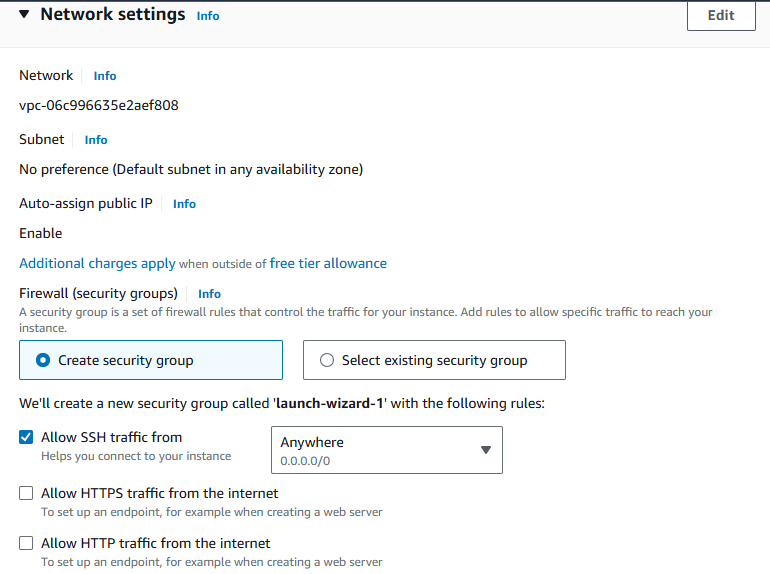 Network settings Info
Edit
Network Info
vpc-06c996635e2aef808
Subnet Info
No preference (Default subnet in any availability zone)
Auto-assign public IP Info
Enable
Additional charges apply when outside of free tier allowance
Firewall (security groups) Info
A security group is a set of firewall rules that control the traffic for your instance. Add rules to allow specific traffic to reach your
instance.
Create security group
Select existing security group
We'll create a new security group called 'launch-wizard-1' with the following rules:
Allow SSH traffic from
Helps you connect to your instance
Anywhere
0.0.0.0/0
Allow HTTPS traffic from the internet
To set up an endpoint, for example when creating a web server
Allow HTTP traffic from the internet
To set up an endpoint, for example when creating a web server